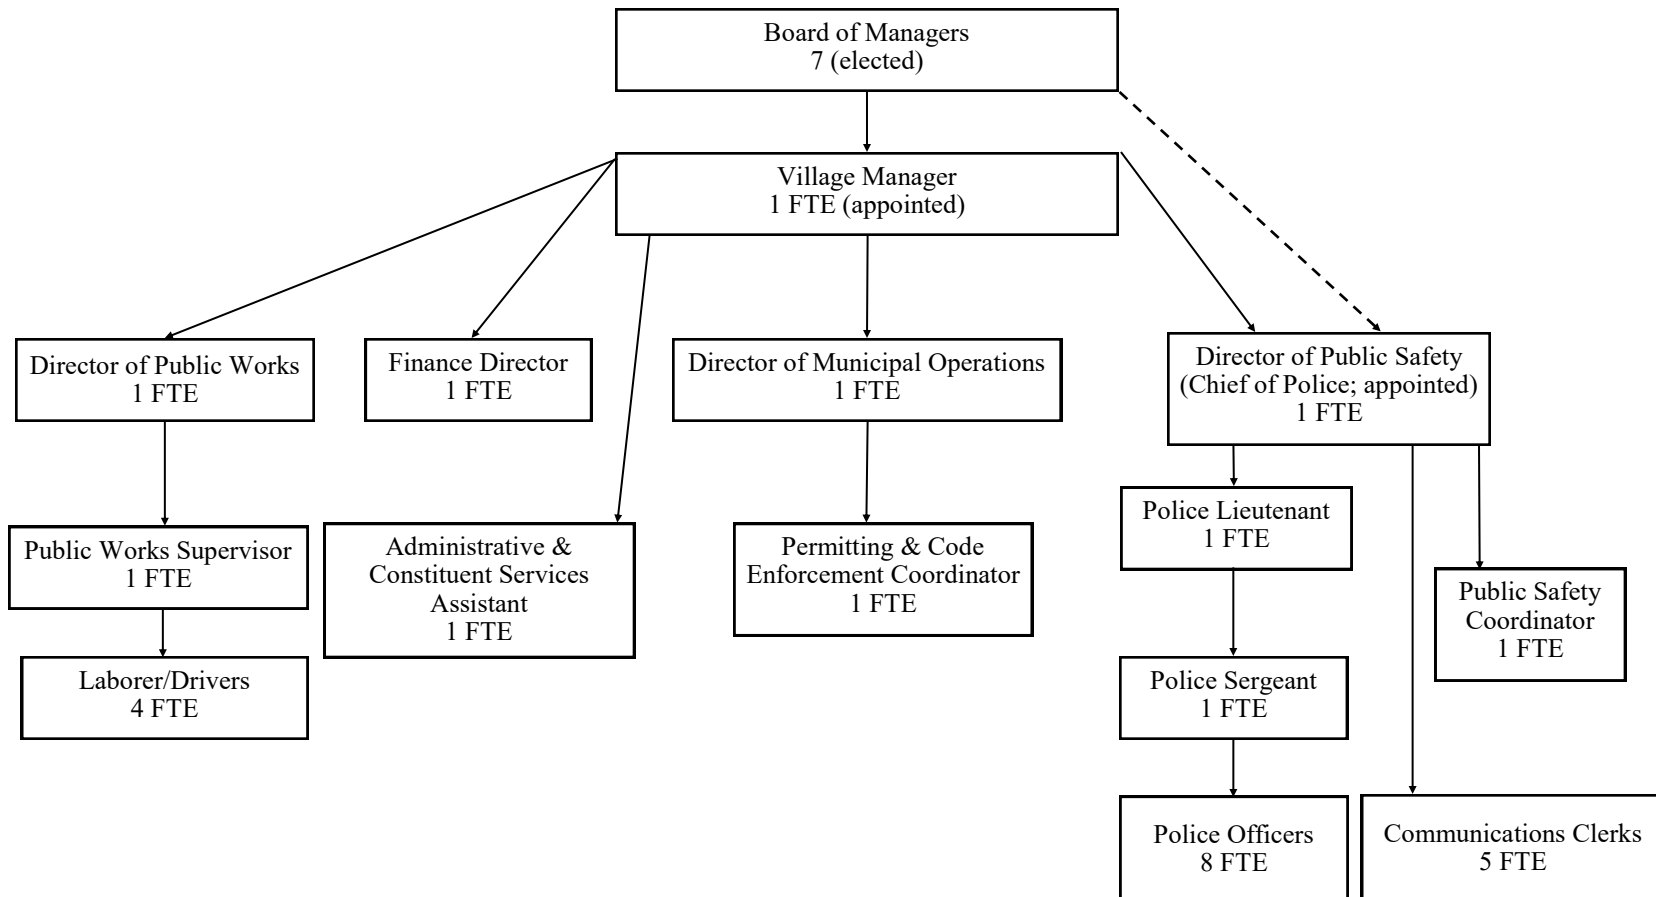 Board of Managers
7 (elected)
Village Manager
1 FTE (appointed)
Director of Public Works
1 FTE
Finance Director
1 FTE
Director of Municipal Operations
1 FTE
Director of Public Safety
(Chief of Police; appointed)
1 FTE
Public Works Supervisor
1 FTE
Administrative &
Constituent Services
Assistant
1 FTE
Permitting & Code
Enforcement Coordinator
1 FTE
Police Lieutenant
1 FTE
Public Safety
Coordinator
1 FTE
Laborer/Drivers
4 FTE
Police Sergeant
1 FTE
Police Officers
8 FTE
Communications Clerks
5 FTE